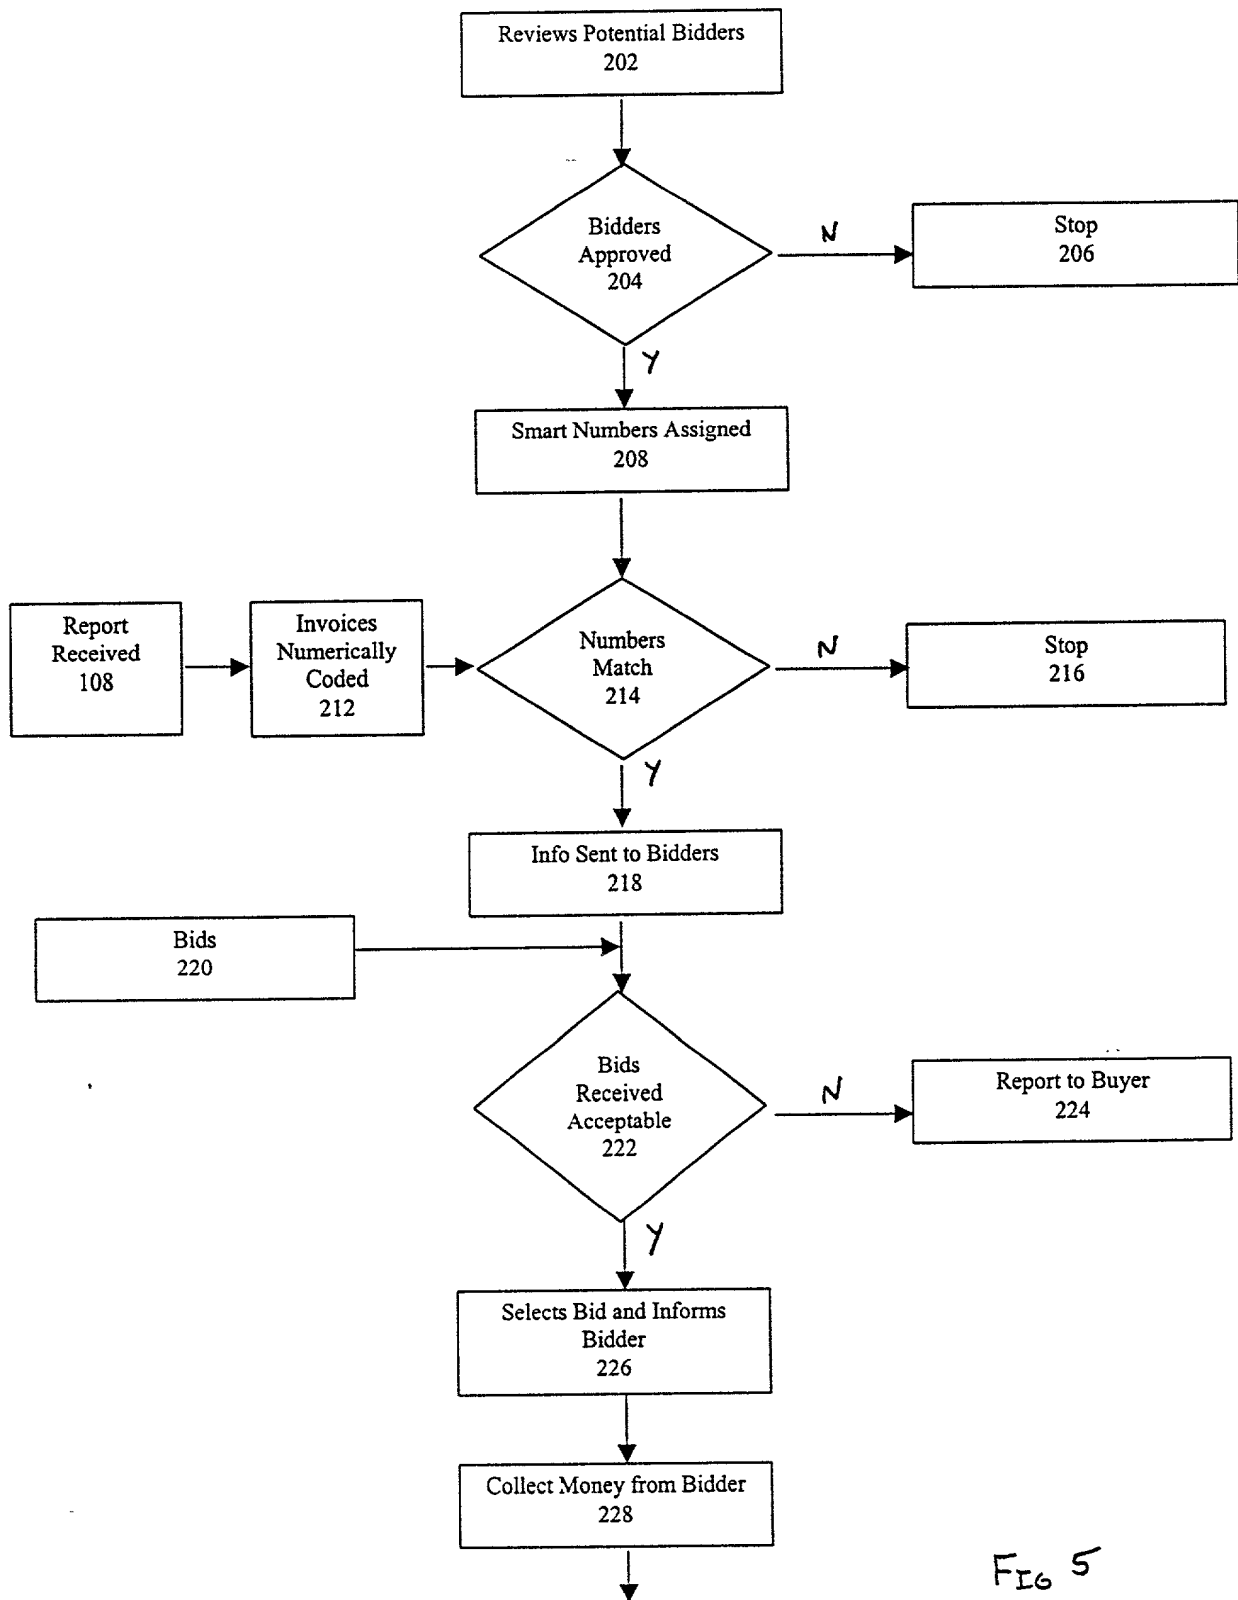 Reviews Potential Bidders
202
Bidders
Approved
204
N
Stop
206
Y
Smart Numbers Assigned
208
Report
Received
108
Invoices
Numerically
Coded
212
Numbers
Match
214
N
Stop
216
Y
Info Sent to Bidders
218
Bids
220
Bids
Received
Acceptable
222
N
Report to Buyer
224
Y
Selects Bid and Informs
Bidder
226
Collect Money from Bidder
228
FIG 5